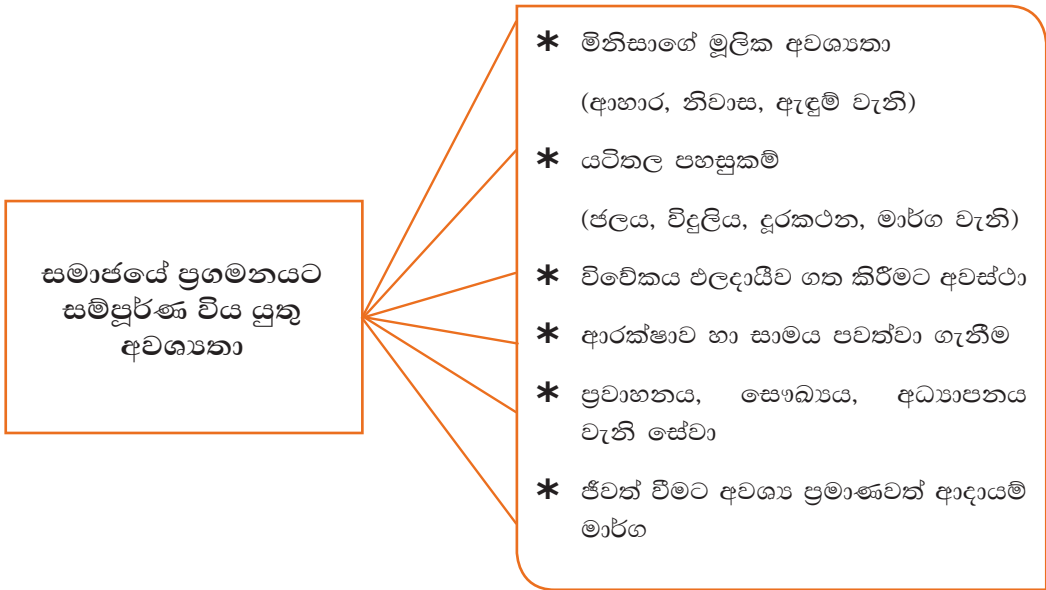 සමාජයේ ප්‍රගමනයට
සම්පූර්ණ විය යුතු
අවශ්‍යතා
* මිනිසාගේ මූලික අවශ්‍යතා
(ආහාර, නිවාස, ඇඳුම් වැනි)
* යටිතල පහසුකම්
(ජලය, විදුලිය, දූරකථන, මාර්ග වැනි)
* විවේකය ඵලදායීව ගත කිරීමට අවස්ථා
* ආරක්ෂාව හා සාමය පවත්වා ගැනීම
* ප්‍රවාහනය, සෞඛ්‍යය, අධ්‍යාපනය
වැනි සේවා
* ජීවත් වීමට අවශ්‍ය ප්‍රමාණවත් ආදායම්
මාර්ග